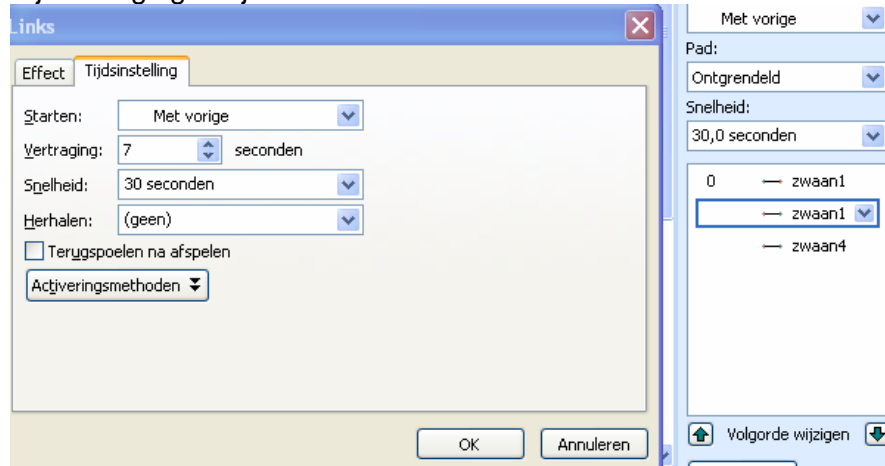 Links
Effect Tijdsinstelling
Starten: Met vorige
Vertraging: 7 seconden
Snelheid: 30 seconden
Herhalen: (geen)
Terugspoelen na afspelen
Activeringsmethoden
OK Annuleren
Met vorige
Pad:
Ontgrendeld
Snelheid:
30,0 seconden
0 zwaan1
zwaan1
zwaan4
Volgorde wijzigen